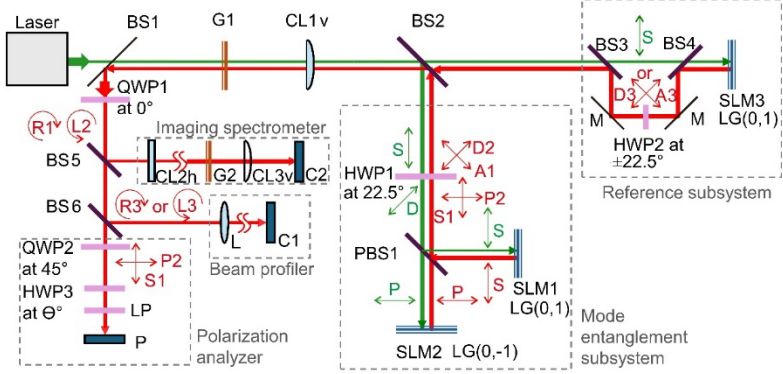 Laser
BS1
G1
CL1v
BS2
S
BS3
BS4
or
D3
A3
M
M
HWP2 at
±22.5°
SLM3
LG(0,1)
Reference subsystem
QWP1
at 0°
R1
L2
Imaging spectrometer
BS5
CL2h
G2
CL3v
C2
BS6
R3 or L3
L
C1
Beam profiler
QWP2
at 45°
P2
S1
HWP3
at Θ°
LP
P
Polarization
analyzer
S
D2
A1
HWP1
at 22.5°
D
S1
P2
S
PBS1
SLM1
LG(0,1)
P
P
S
SLM2 LG(0,-1)
Mode
entanglement
subsystem